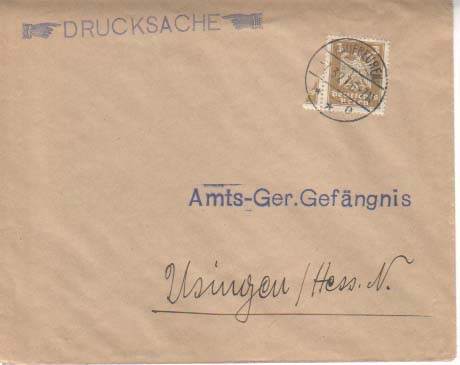 DRUCKSACHE
Amts-Ger.Gefängnis
Usingen/Hess. N.